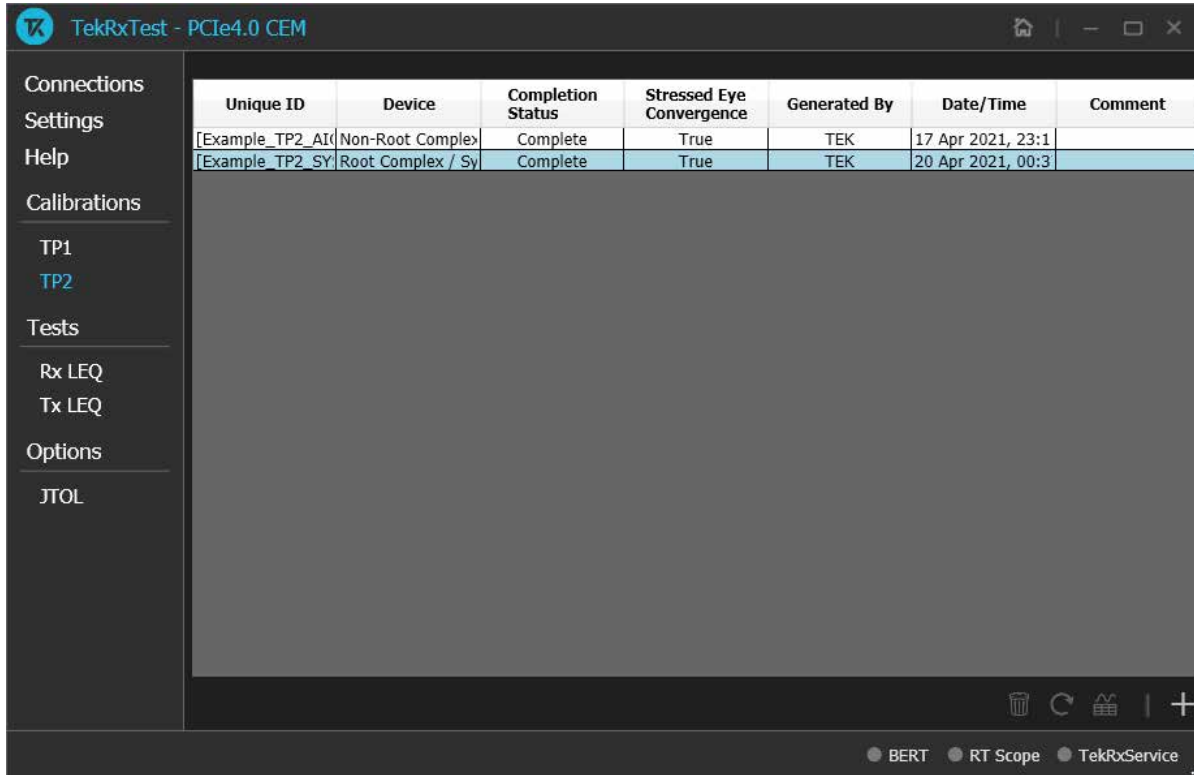 TekRxTest - PCIe4.0 CEM
Connections
Settings
Help
Calibrations
TP1
TP2
Tests
Rx LEQ
Tx LEQ
Options
JTOL
Unique ID Device Completion Status Stressed Eye Convergence Generated By Date/Time Comment
[Example_TP2_AI Non-Root Complex Complete True TEK 17 Apr 2021, 23:1
[Example_TP2_SY Root Complex / Sy Complete True TEK 20 Apr 2021, 00:3
BERT RT Scope TekRxService